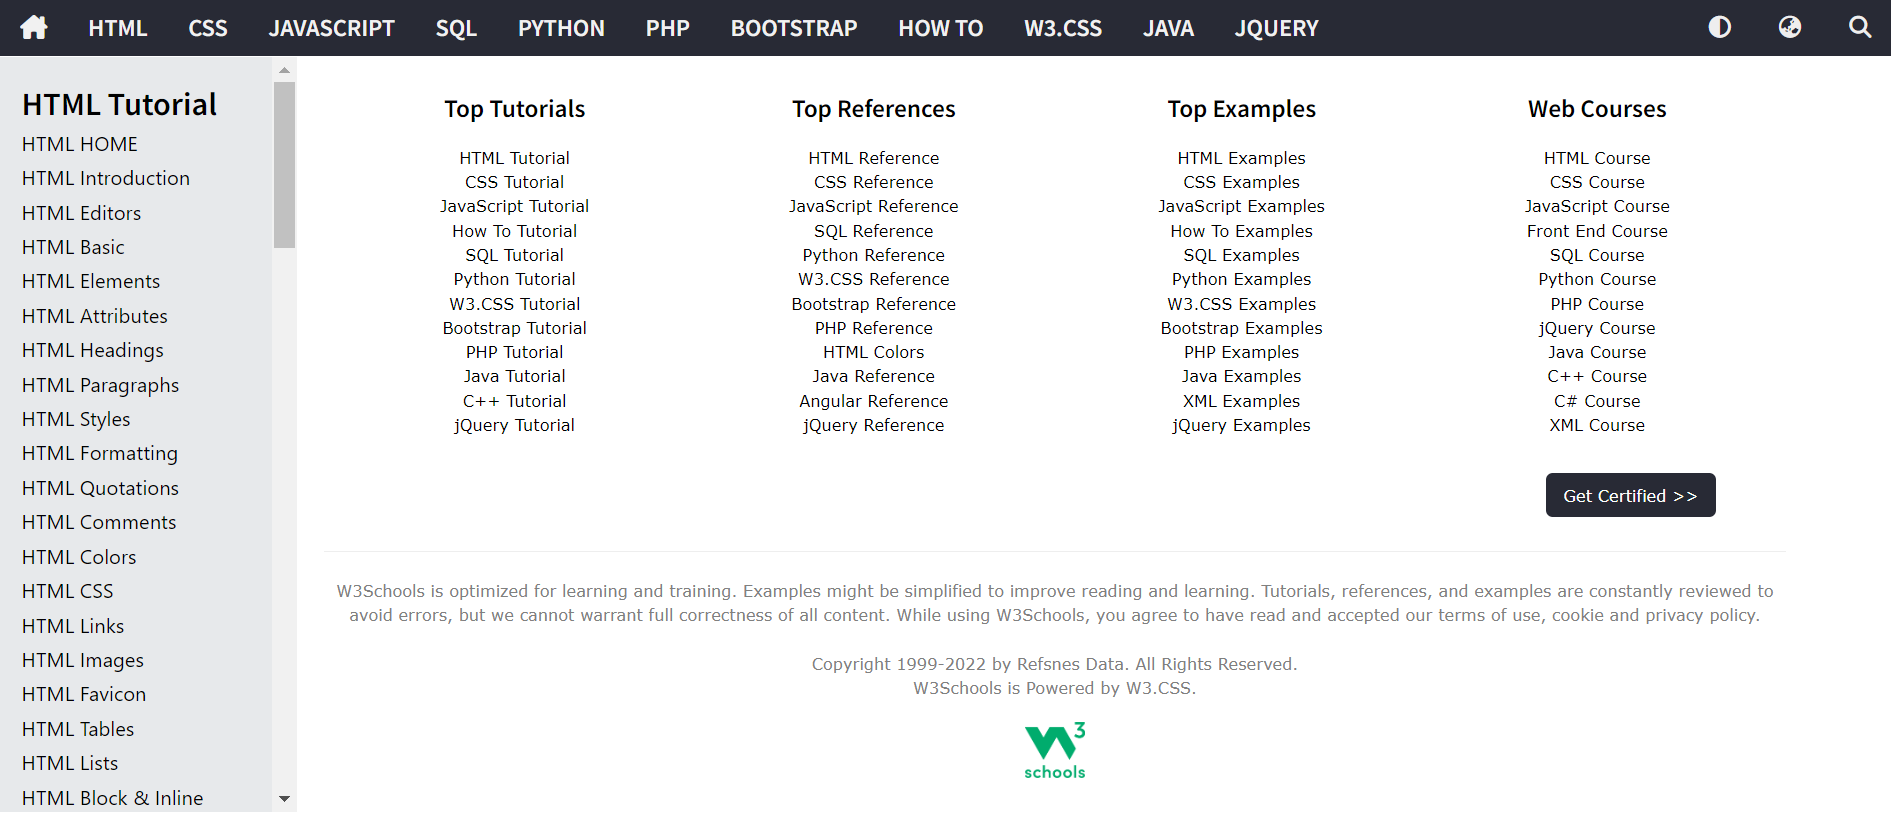 HTML CSS JAVASCRIPT SQL PYTHON PHP BOOTSTRAP HOW TO W3.CSS JAVA JQUERY
HTML Tutorial
HTML HOME
HTML Introduction
HTML Editors
HTML Basic
HTML Elements
HTML Attributes
HTML Headings
HTML Paragraphs
HTML Styles
HTML Formatting
HTML Quotations
HTML Comments
HTML Colors
HTML CSS
HTML Links
HTML Images
HTML Favicon
HTML Tables
HTML Lists
HTML Block & Inline
Top Tutorials
HTML Tutorial
CSS Tutorial
JavaScript Tutorial
How To Tutorial
SQL Tutorial
Python Tutorial
W3.CSS Tutorial
Bootstrap Tutorial
PHP Tutorial
Java Tutorial
C++ Tutorial
jQuery Tutorial
Top References
HTML Reference
CSS Reference
JavaScript Reference
SQL Reference
Python Reference
W3.CSS Reference
Bootstrap Reference
PHP Reference
HTML Colors
Java Reference
Angular Reference
jQuery Reference
Top Examples
HTML Examples
CSS Examples
JavaScript Examples
How To Examples
SQL Examples
Python Examples
W3.CSS Examples
Bootstrap Examples
PHP Examples
Java Examples
XML Examples
jQuery Examples
Web Courses
HTML Course
CSS Course
JavaScript Course
Front End Course
SQL Course
Python Course
PHP Course
jQuery Course
Java Course
C++ Course
C# Course
XML Course
Get Certified >>
W3Schools is optimized for learning and training. Examples might be simplified to improve reading and learning. Tutorials, references, and examples are constantly reviewed to
avoid errors, but we cannot warrant full correctness of all content. While using W3Schools, you agree to have read and accepted our terms of use, cookie and privacy policy.
Copyright 1999-2022 by Refsnes Data. All Rights Reserved.
W3Schools is Powered by W3.CSS.
W3
schools